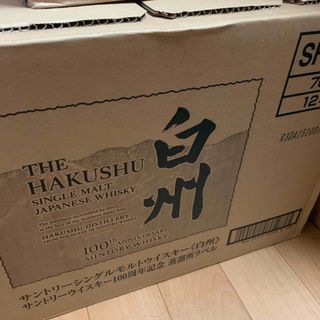 THE
HAKUSHU
SINGLE MALT
JAPANESE WHISKY
HAKUSHU DISTILLERY
100th ANNIVERSARY
SUNTORY WHISKY
白州
サントリーシングルモルトウイスキー《白州》
サントリーウイスキー100周年記念 蒸溜所ラベル